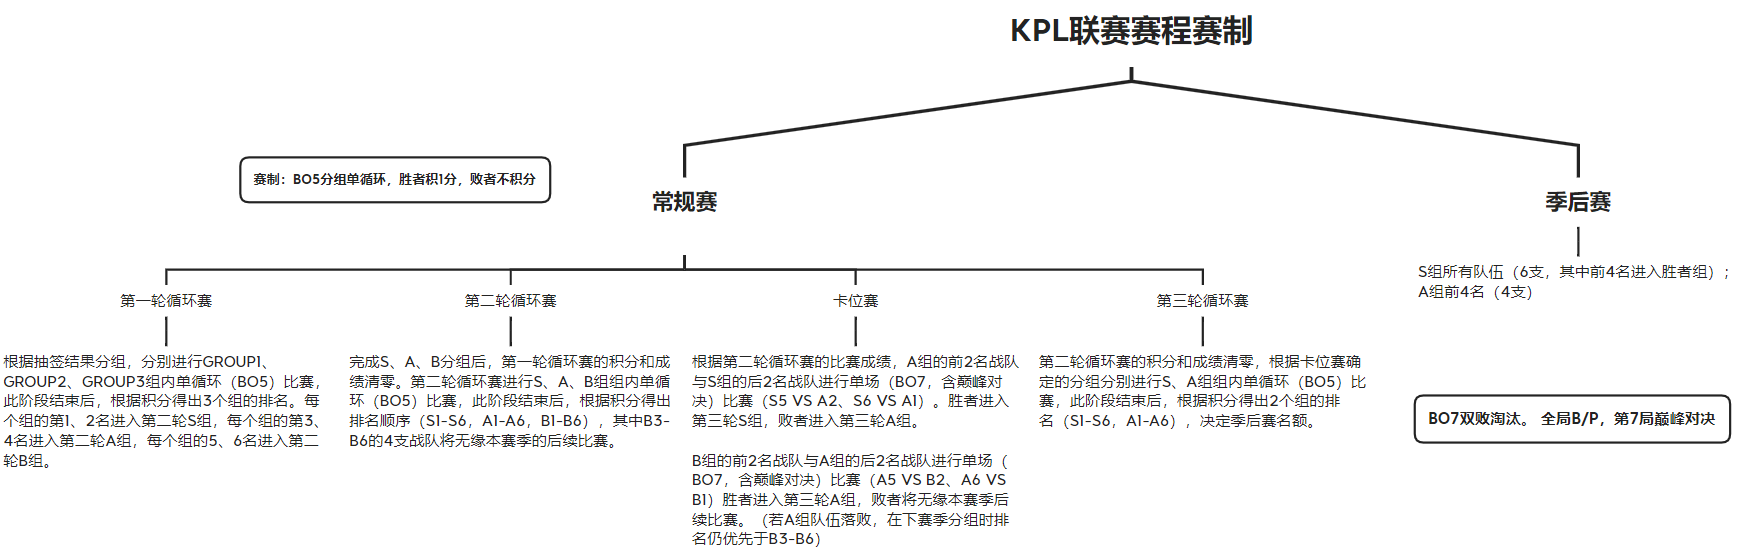 KPL联赛赛程赛制
赛制：BO5分组单循环，胜者积1分，败者不积分
常规赛
季后赛
S组所有队伍（6支，其中前4名进入胜者组）；
A组前4名（4支）
第一轮循环赛
第二轮循环赛
卡位赛
第三轮循环赛
根据抽签结果分组，分别进行GROUP1、
GROUP2、GROUP3组内单循环（BO5）比赛，
此阶段结束后，根据积分得出3个组的排名。每
个组的第1、2名进入第二轮S组，每个组的第3、
4名进入第二轮A组，每个组的5、6名进入第二
轮B组。
完成S、A、B分组后，第一轮循环赛的积分和成
绩清零。第二轮循环赛进行S、A、B组组内单循
环（BO5）比赛，此阶段结束后，根据积分得出
排名顺序（S1-S6，A1-A6，B1-B6），其中B3-
B6的4支战队将无缘本赛季的后续比赛。
根据第二轮循环赛的比赛成绩，A组的前2名战队
与S组的后2名战队进行单场（BO7，含巅峰对
决）比赛（S5 VS A2、S6 VS A1）。胜者进入
第三轮S组，败者进入第三轮A组。
B组的前2名战队与A组的后2名战队进行单场（
BO7，含巅峰对决）比赛（A5 VS B2、A6 VS
B1）胜者进入第三轮A组，败者将无缘本赛季后
续比赛。（若A组队伍落败，在下赛季分组时排
名仍优先于B3-B6）
第二轮循环赛的积分和成绩清零，根据卡位赛确
定的分组分别进行S、A组组内单循环（BO5）比
赛，此阶段结束后，根据积分得出2个组的排
名（S1-S6，A1-A6），决定季后赛名额。
BO7双败淘汰。 全局B/P，第7局巅峰对决